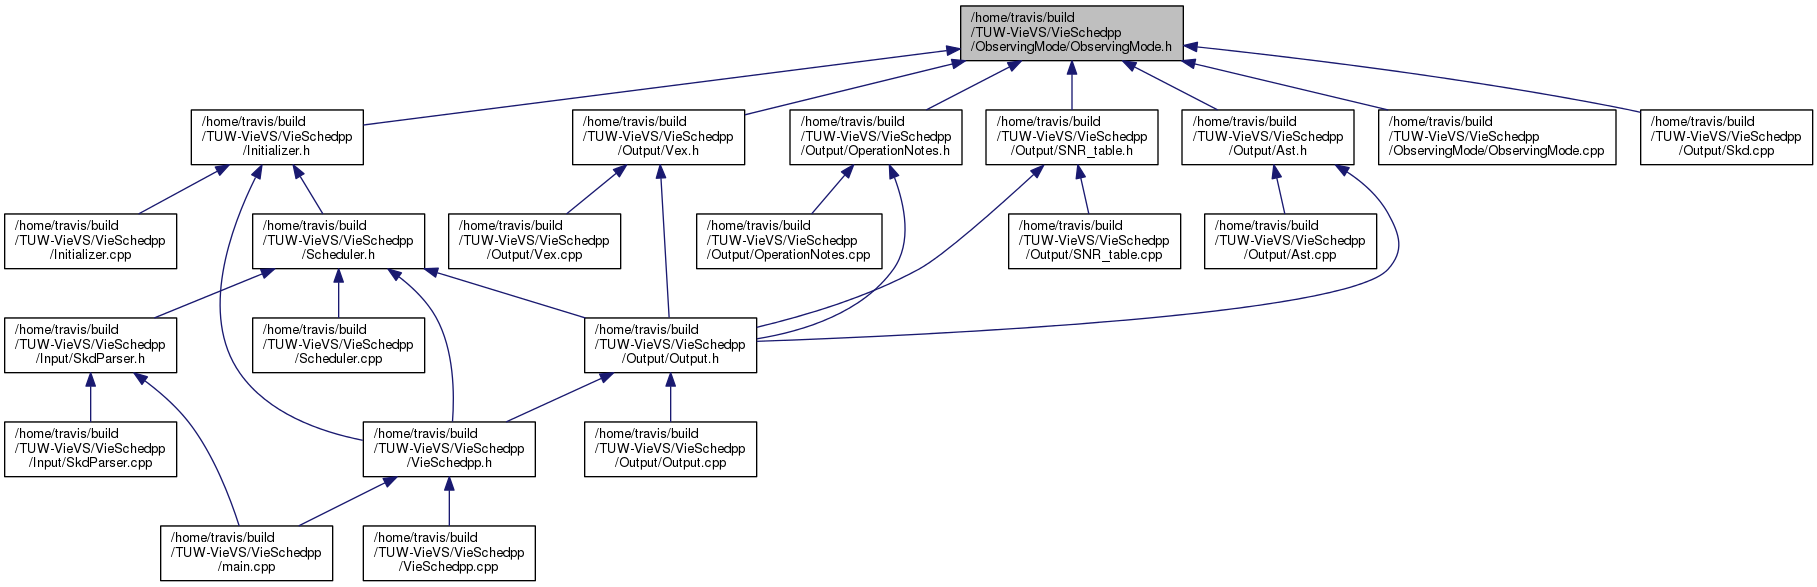 /home/travis/build
/TUW-VieVS/VieSchedpp
/ObservingMode/ObservingMode.h
/home/travis/build
/TUW-VieVS/VieSchedpp
/Initializer.h
/home/travis/build
/TUW-VieVS/VieSchedpp
/Output/Vex.h
/home/travis/build
/TUW-VieVS/VieSchedpp
/Output/OperationNotes.h
/home/travis/build
/TUW-VieVS/VieSchedpp
/Output/SNR_table.h
/home/travis/build
/TUW-VieVS/VieSchedpp
/Output/Ast.h
/home/travis/build
/TUW-VieVS/VieSchedpp
/ObservingMode/ObservingMode.cpp
/home/travis/build
/TUW-VieVS/VieSchedpp
/Output/Skd.cpp
/home/travis/build
/TUW-VieVS/VieSchedpp
/Initializer.cpp
/home/travis/build
/TUW-VieVS/VieSchedpp
/Scheduler.h
/home/travis/build
/TUW-VieVS/VieSchedpp
/Output/Vex.cpp
/home/travis/build
/TUW-VieVS/VieSchedpp
/Output/OperationNotes.cpp
/home/travis/build
/TUW-VieVS/VieSchedpp
/Output/SNR_table.cpp
/home/travis/build
/TUW-VieVS/VieSchedpp
/Output/Ast.cpp
/home/travis/build
/TUW-VieVS/VieSchedpp
/Input/SkdParser.h
/home/travis/build
/TUW-VieVS/VieSchedpp
/Scheduler.cpp
/home/travis/build
/TUW-VieVS/VieSchedpp
/Output/Output.h
/home/travis/build
/TUW-VieVS/VieSchedpp
/Input/SkdParser.cpp
/home/travis/build
/TUW-VieVS/VieSchedpp
/VieSchedpp.h
/home/travis/build
/TUW-VieVS/VieSchedpp
/Output/Output.cpp
/home/travis/build
/TUW-VieVS/VieSchedpp
/main.cpp
/home/travis/build
/TUW-VieVS/VieSchedpp
/VieSchedpp.cpp